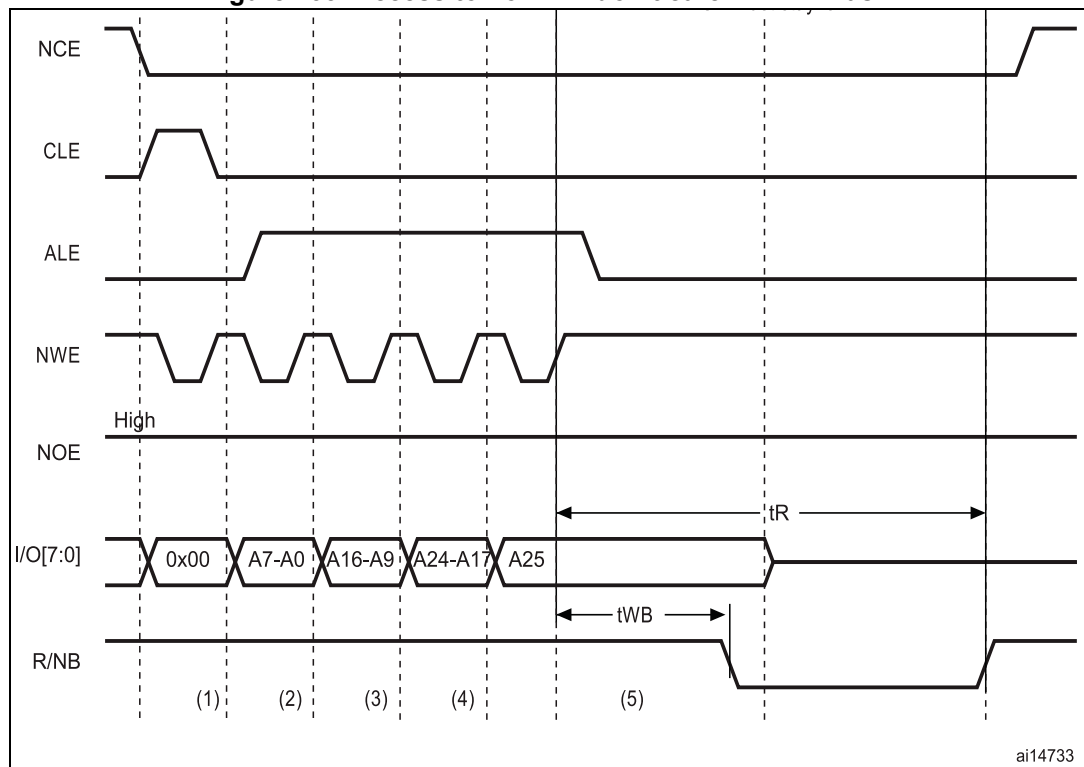 NCE
CLE
ALE
NWE
High
NOE
tR
I/O[7:0] 0x00 A7-A0 A16-A9 A24-A17 A25
tWB
R/NB
(1) (2) (3) (4) (5)
ai14733